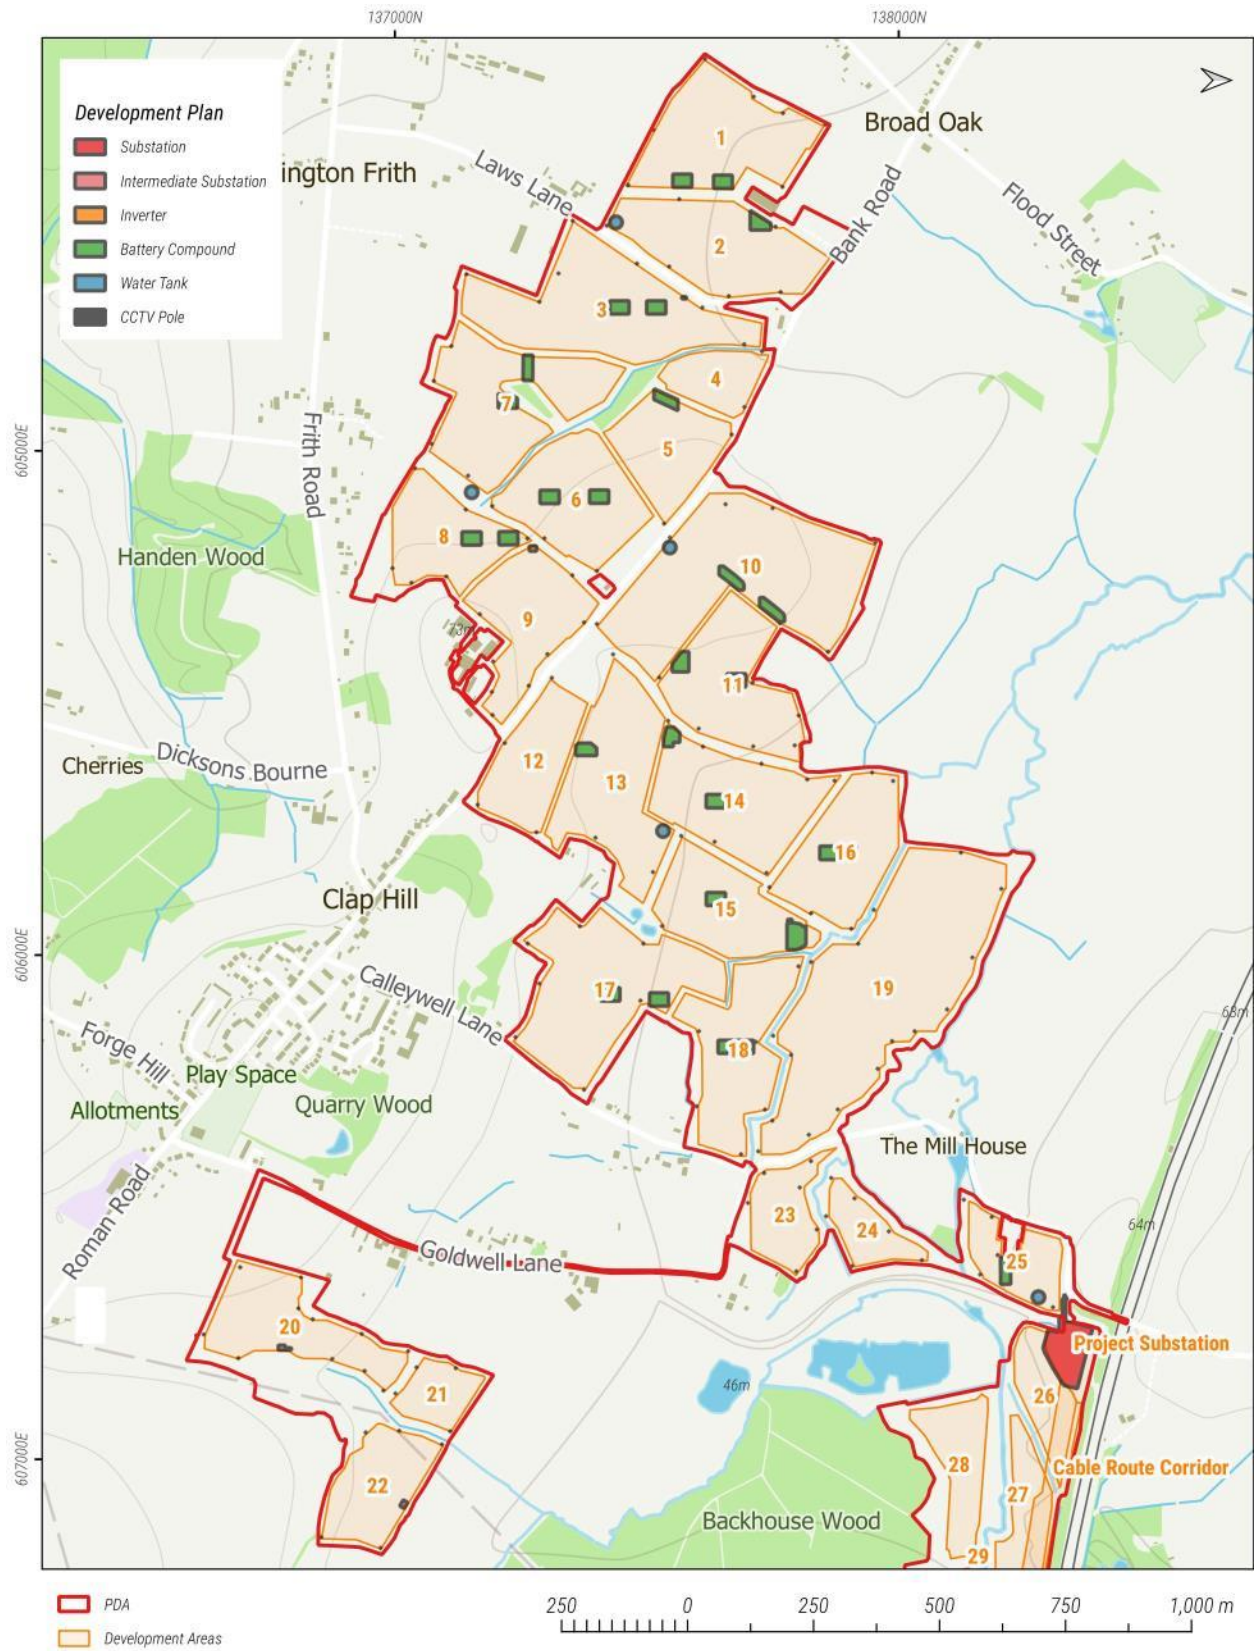 137000N
138000N
Development Plan
Substation
Intermediate Substation
Inverter
Battery Compound
Water Tank
CCTV Pole
ington Frith
Laws Lane
Broad Oak
Bank Road
Flood Street
1
2
3
4
5
6
7
8
9
10
11
12
13
14
15
16
17
18
19
605000E
Frith Road
Handen Wood
73m
Cherries
Dicksons Bourne
Clap Hill
606000E
Calleywell Lane
Forge Hill
Play Space
Allotments
Quarry Wood
Roman Road
68m
The Mill House
64m
Goldwell Lane
20
21
22
23
24
25
Project Substation
26
46m
607000E
28
27
Cable Route Corridor
Backhouse Wood
29
PDA
Development Areas
250 0 250 500 750 1,000 m